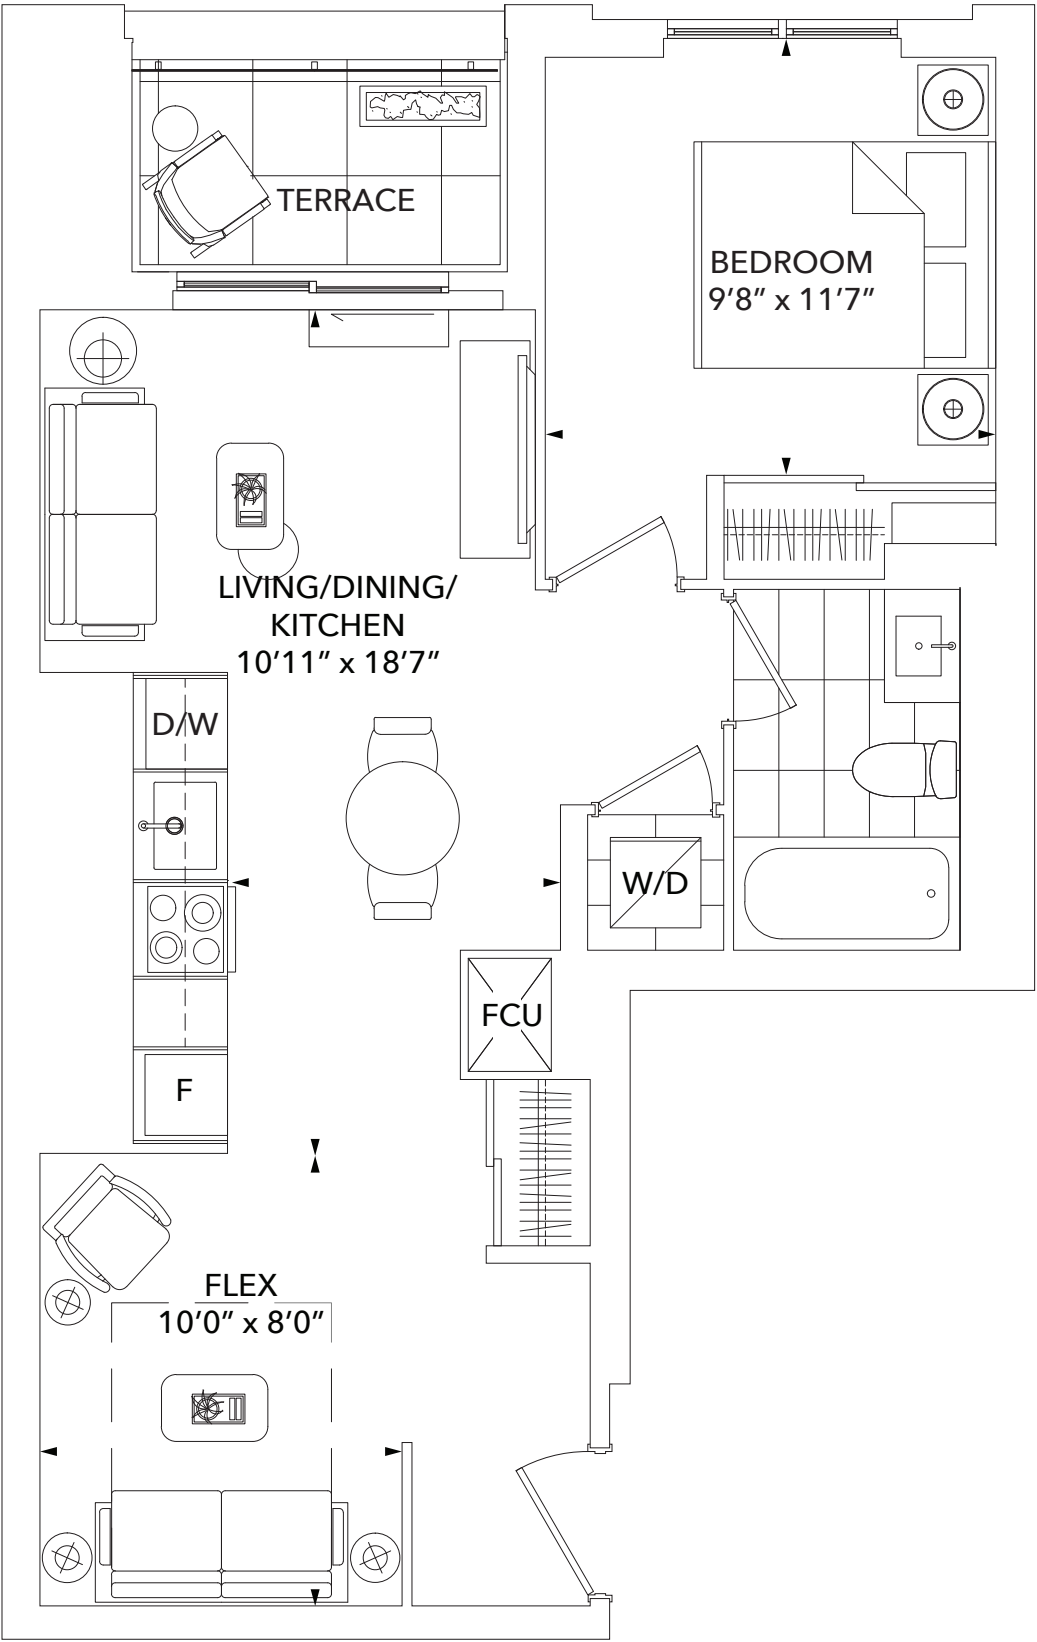 TERRACE
BEDROOM
9’8” x 11’7”
LIVING/DINING/
KITCHEN
10’11” x 18’7”
D/W
W/D
FCU
F
FLEX
10’0” x 8’0”